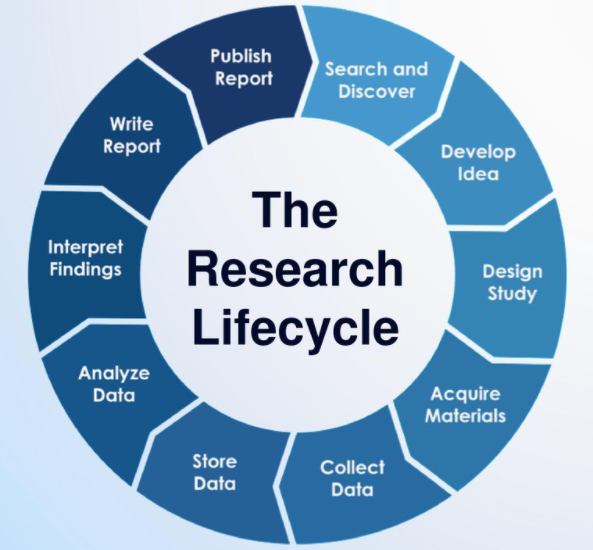 The
Research
Lifecycle
Search and
Discover
Develop
Idea
Design
Study
Acquire
Materials
Collect
Data
Store
Data
Analyze
Data
Interpret
Findings
Write
Report
Publish
Report